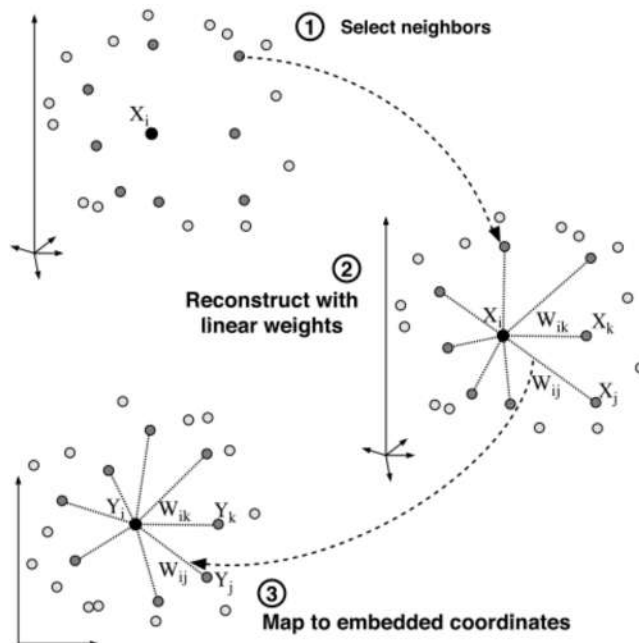 ① Select neighbors
X_i
②
Reconstruct with
linear weights
X_i
W_ik
X_k
W_ij
X_j
Y_i
W_ik
Y_k
W_ij
Y_j
③
Map to embedded coordinates